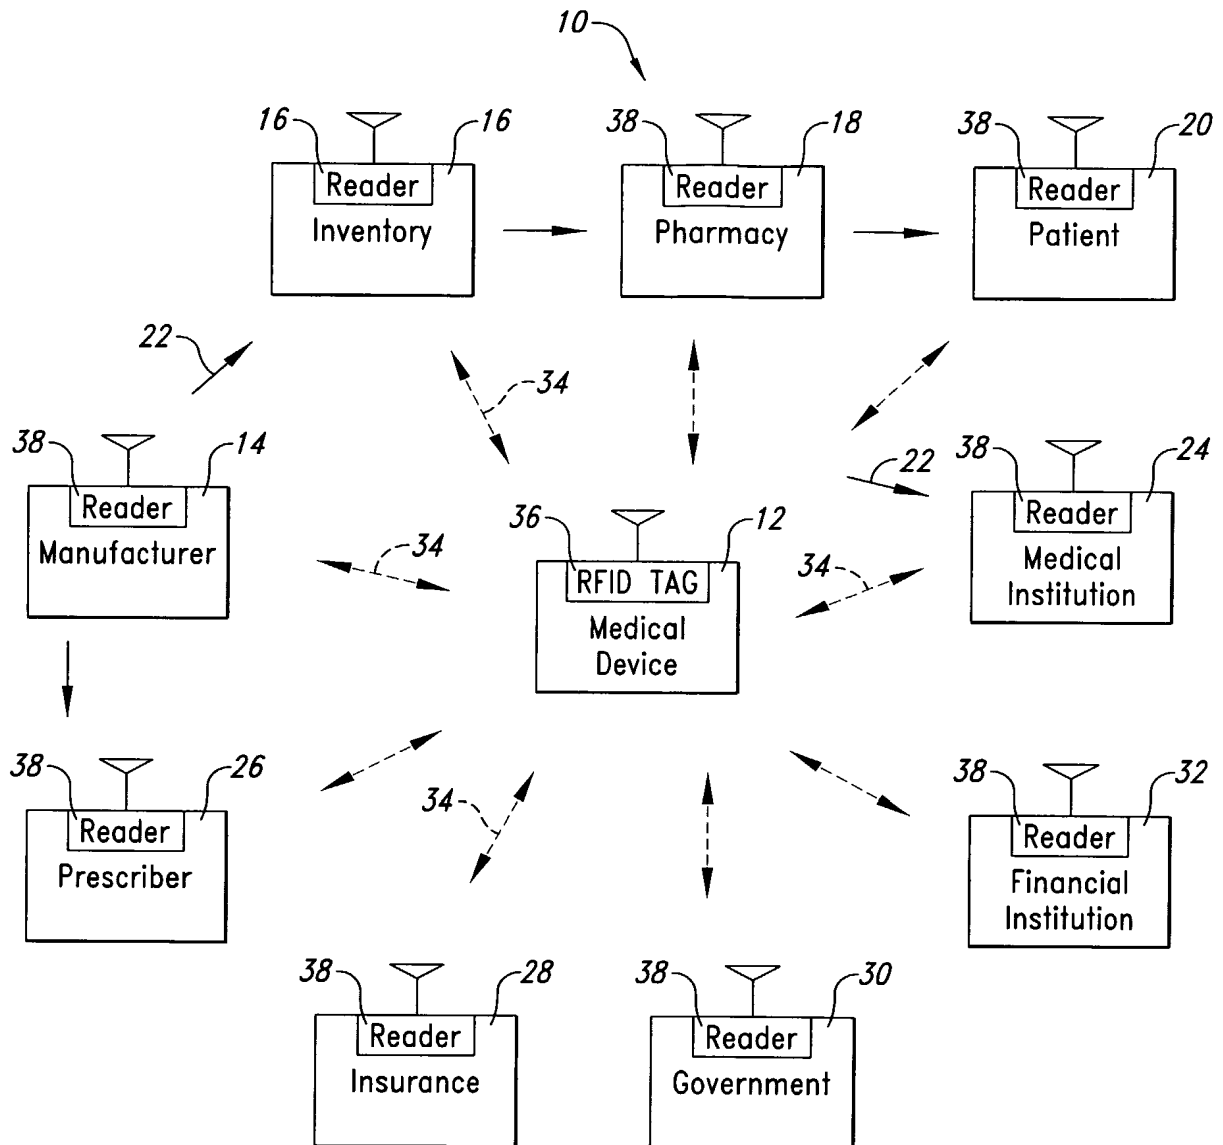 10
16 16
Reader
Inventory
38 18
Reader
Pharmacy
38 20
Reader
Patient
22
34
38 14
Reader
Manufacturer
34
36 12
RFID TAG
Medical
Device
22
34
38 24
Reader
Medical
Institution
38 26
Reader
Prescriber
34
38 32
Reader
Financial
Institution
38 28
Reader
Insurance
38 30
Reader
Government